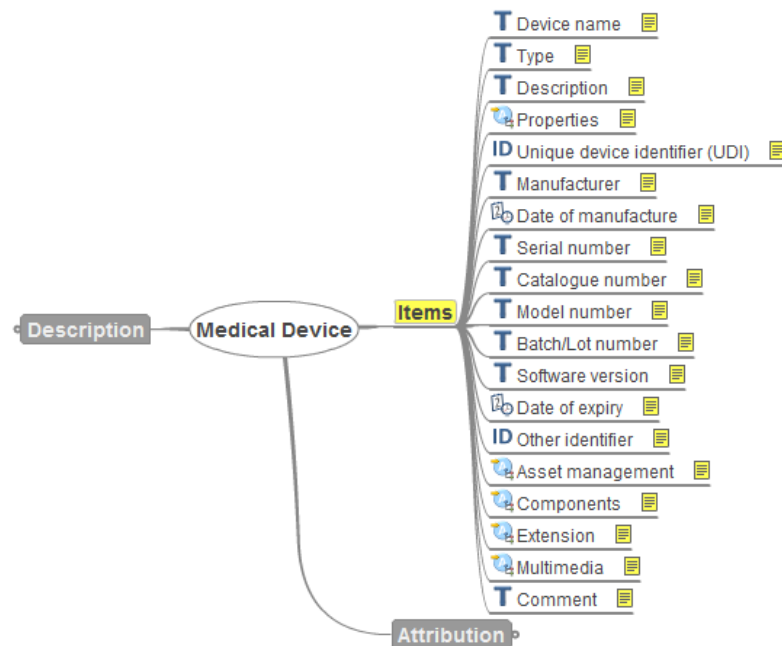 Device name
Type
Description
Properties
ID Unique device identifier (UDI)
Manufacturer
Date of manufacture
Serial number
Catalogue number
Items
Model number
Description
Medical Device
Batch/Lot number
Software version
Date of expiry
ID Other identifier
Asset management
Components
Extension
Multimedia
Comment
Attribution